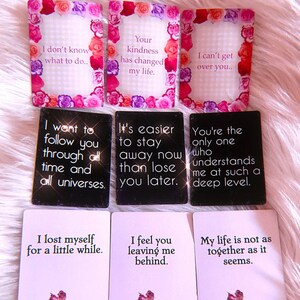 I don't know
what to do..
Your
kindness
has changed
my life.
I can't get
over you..
I want to
follow you
through all
time and
all universes.
It's easier
to stay
away now
than lose
you later.
You're the
only one
who
understands
me at such a
deep level.
I lost myself
for a little while.
I feel you
leaving me
behind.
My life is not as
together as it
seems.